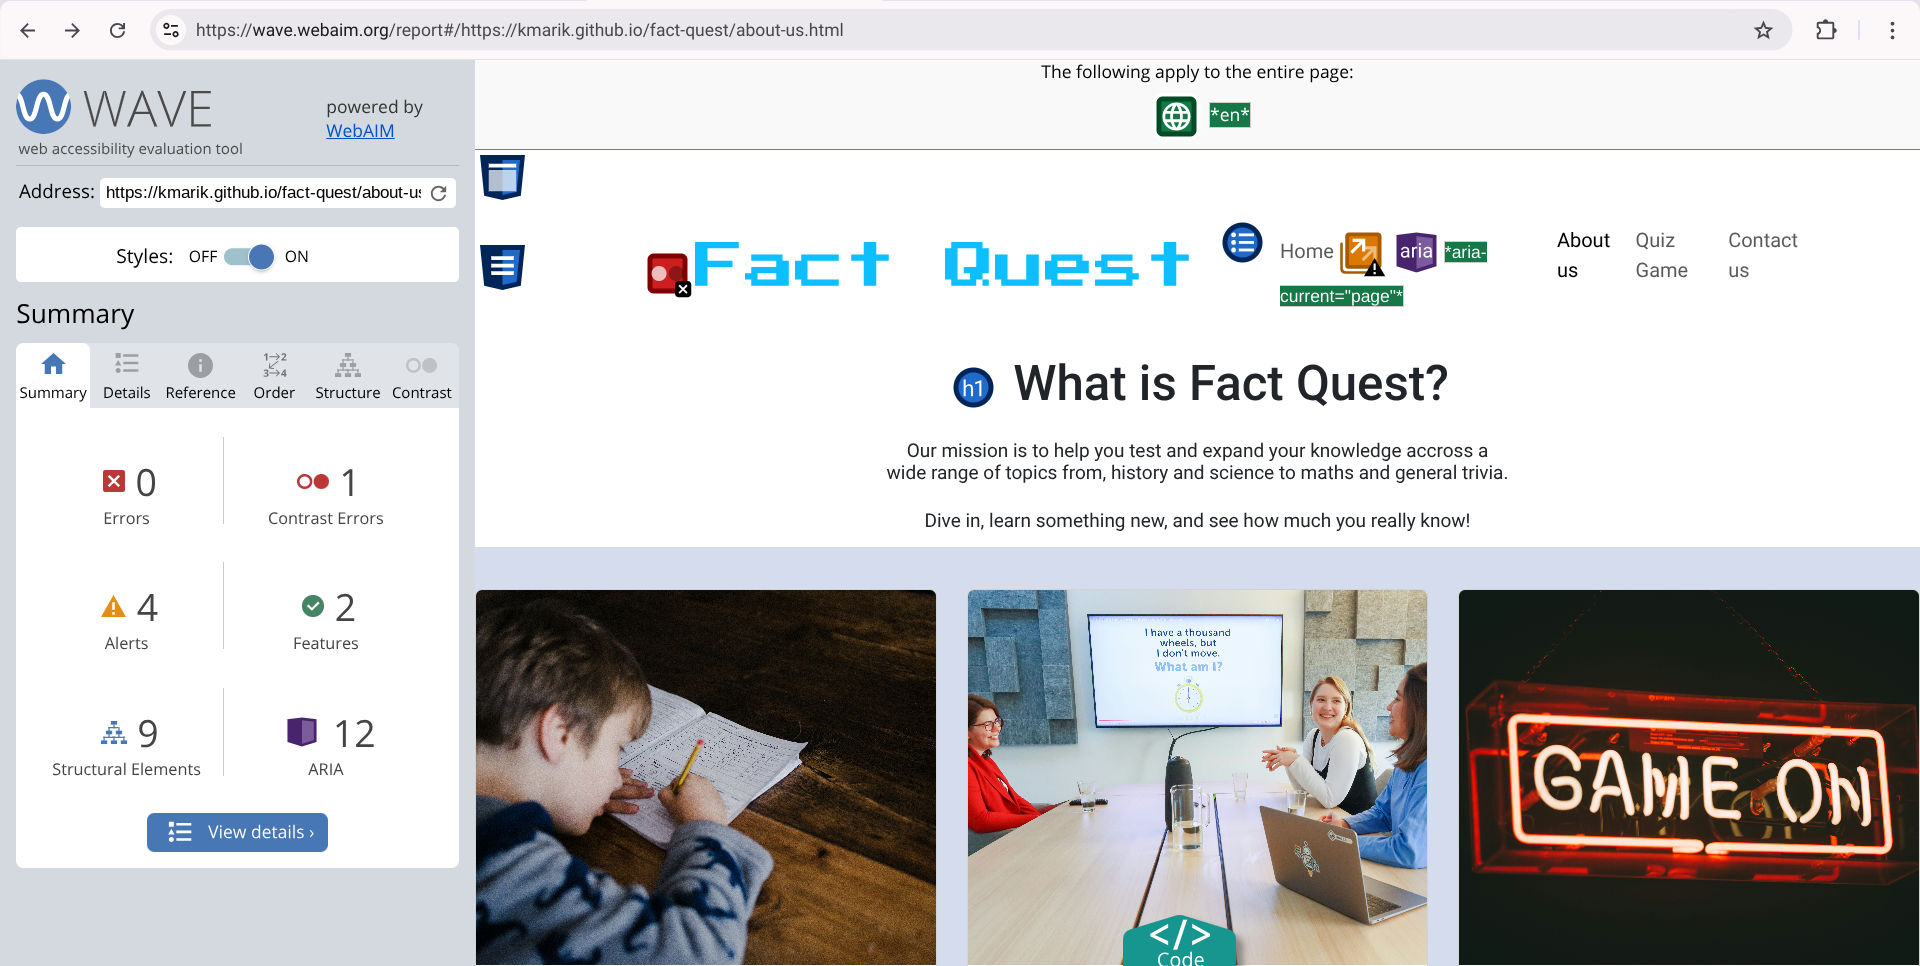 https://wave.webaim.org/report#/https://kmarik.github.io/fact-quest/about-us.html
WAVE
web accessibility evaluation tool
powered by
WebAIM
Address: https://kmarik.github.io/fact-quest/about-us
Styles: OFF ON
Summary
Summary Details Reference Order Structure Contrast
0 Errors
1 Contrast Errors
4 Alerts
2 Features
9 Structural Elements
12 ARIA
View details ›
The following apply to the entire page:
*en*
Fact Quest
Home aria *aria-
current="page"*
About
us
Quiz
Game
Contact
us
h1 What is Fact Quest?
Our mission is to help you test and expand your knowledge accross a
wide range of topics from, history and science to maths and general trivia.
Dive in, learn something new, and see how much you really know!
I have a thousand
wheels, but
I don't move.
What am I?
GAME ON
</> Code